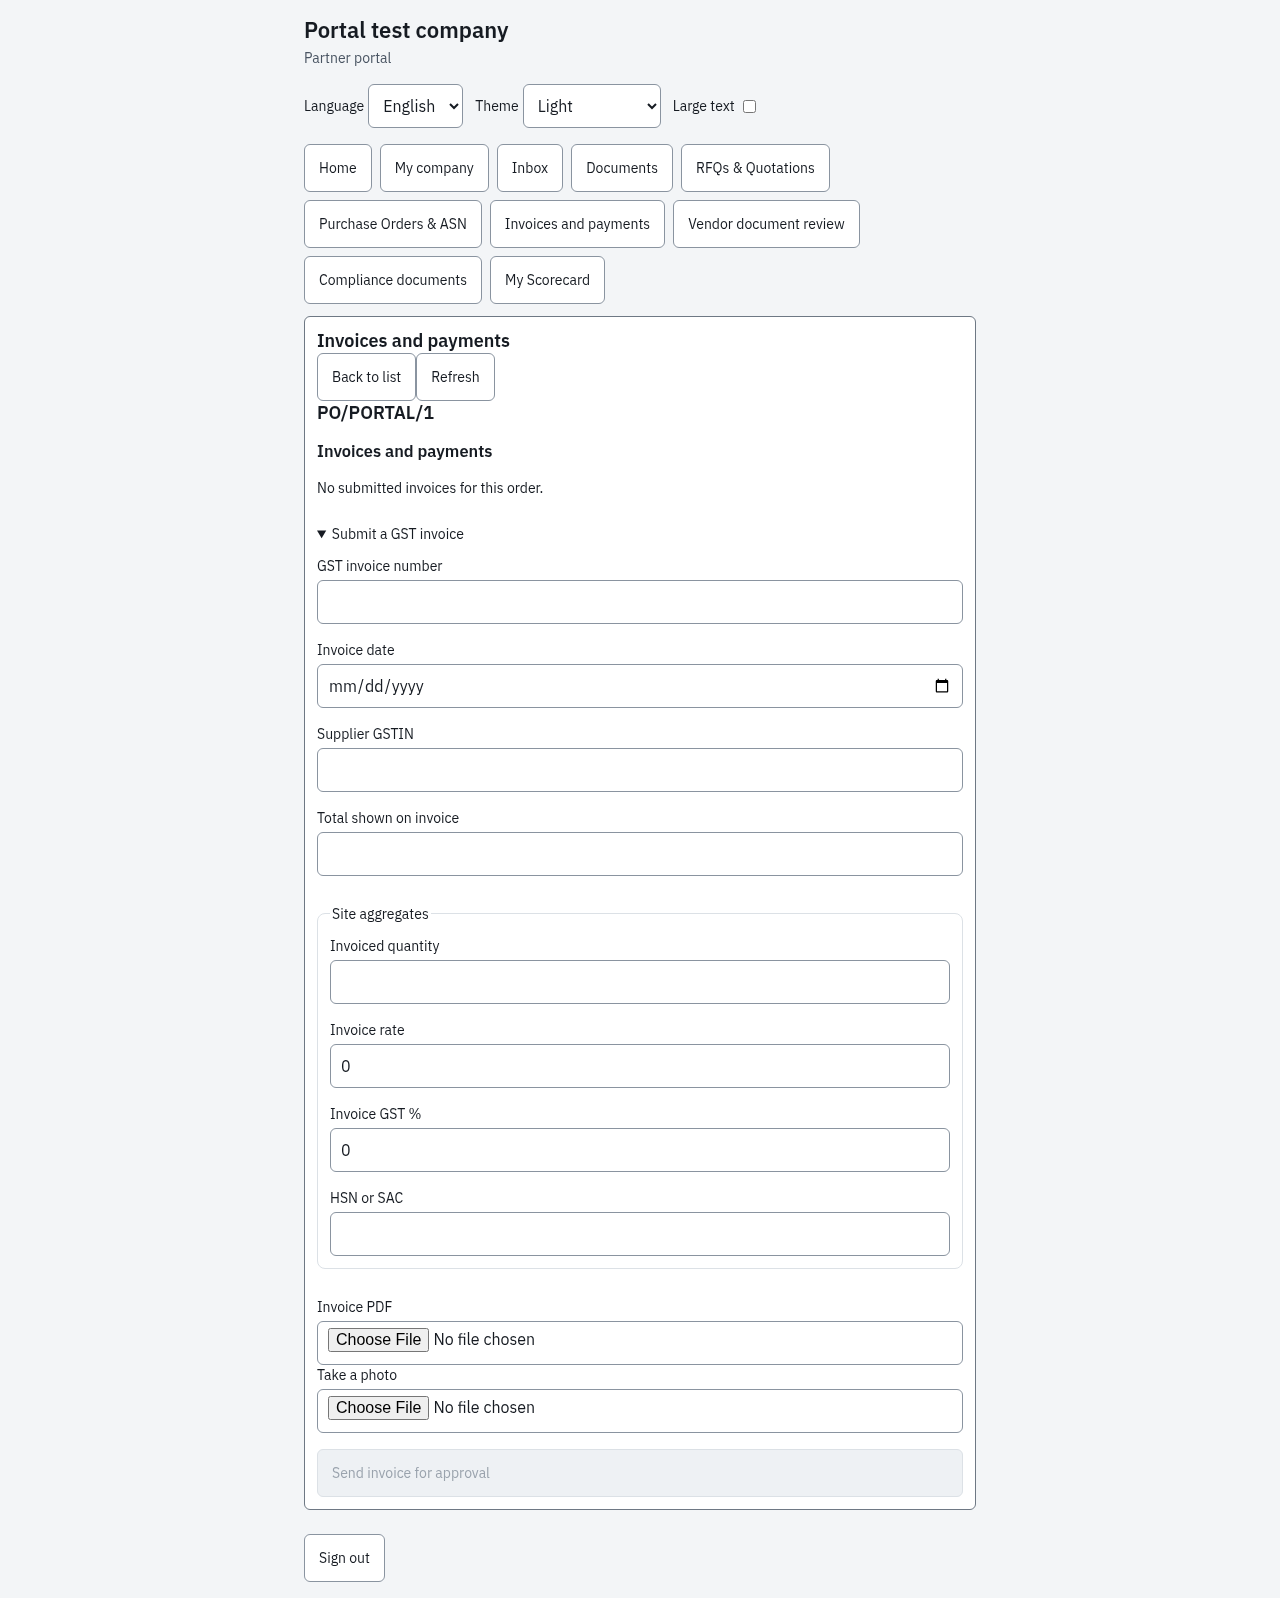 Portal test company
Partner portal
Language English Theme Light Large text
Home My company Inbox Documents RFQs & Quotations
Purchase Orders & ASN Invoices and payments Vendor document review
Compliance documents My Scorecard
Invoices and payments
Back to list Refresh
PO/PORTAL/1
Invoices and payments
No submitted invoices for this order.
▼ Submit a GST invoice
GST invoice number
Invoice date
mm/dd/yyyy
Supplier GSTIN
Total shown on invoice
Site aggregates
Invoiced quantity
Invoice rate
0
Invoice GST %
0
HSN or SAC
Invoice PDF
Choose File No file chosen
Take a photo
Choose File No file chosen
Send invoice for approval
Sign out